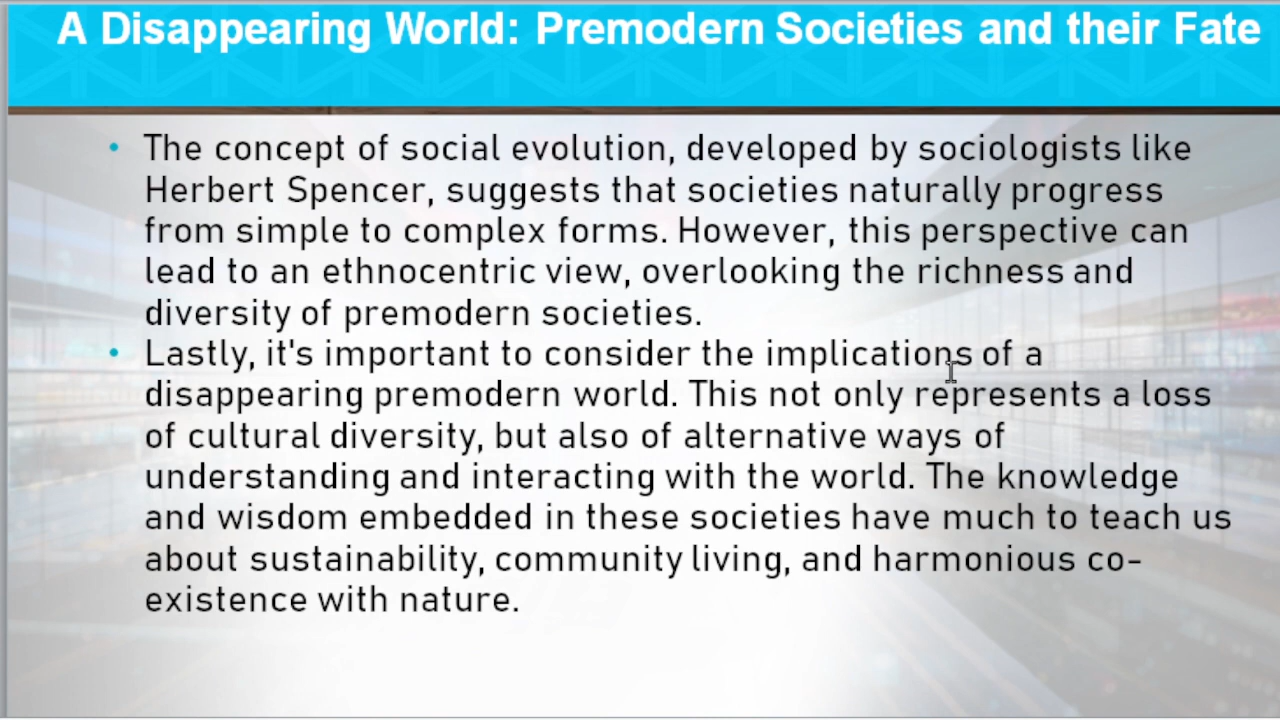 A Disappearing World: Premodern Societies and their Fate
• The concept of social evolution, developed by sociologists like
Herbert Spencer, suggests that societies naturally progress
from simple to complex forms. However, this perspective can
lead to an ethnocentric view, overlooking the richness and
diversity of premodern societies.
• Lastly, it's important to consider the implications of a
disappearing premodern world. This not only represents a loss
of cultural diversity, but also of alternative ways of
understanding and interacting with the world. The knowledge
and wisdom embedded in these societies have much to teach us
about sustainability, community living, and harmonious co-
existence with nature.